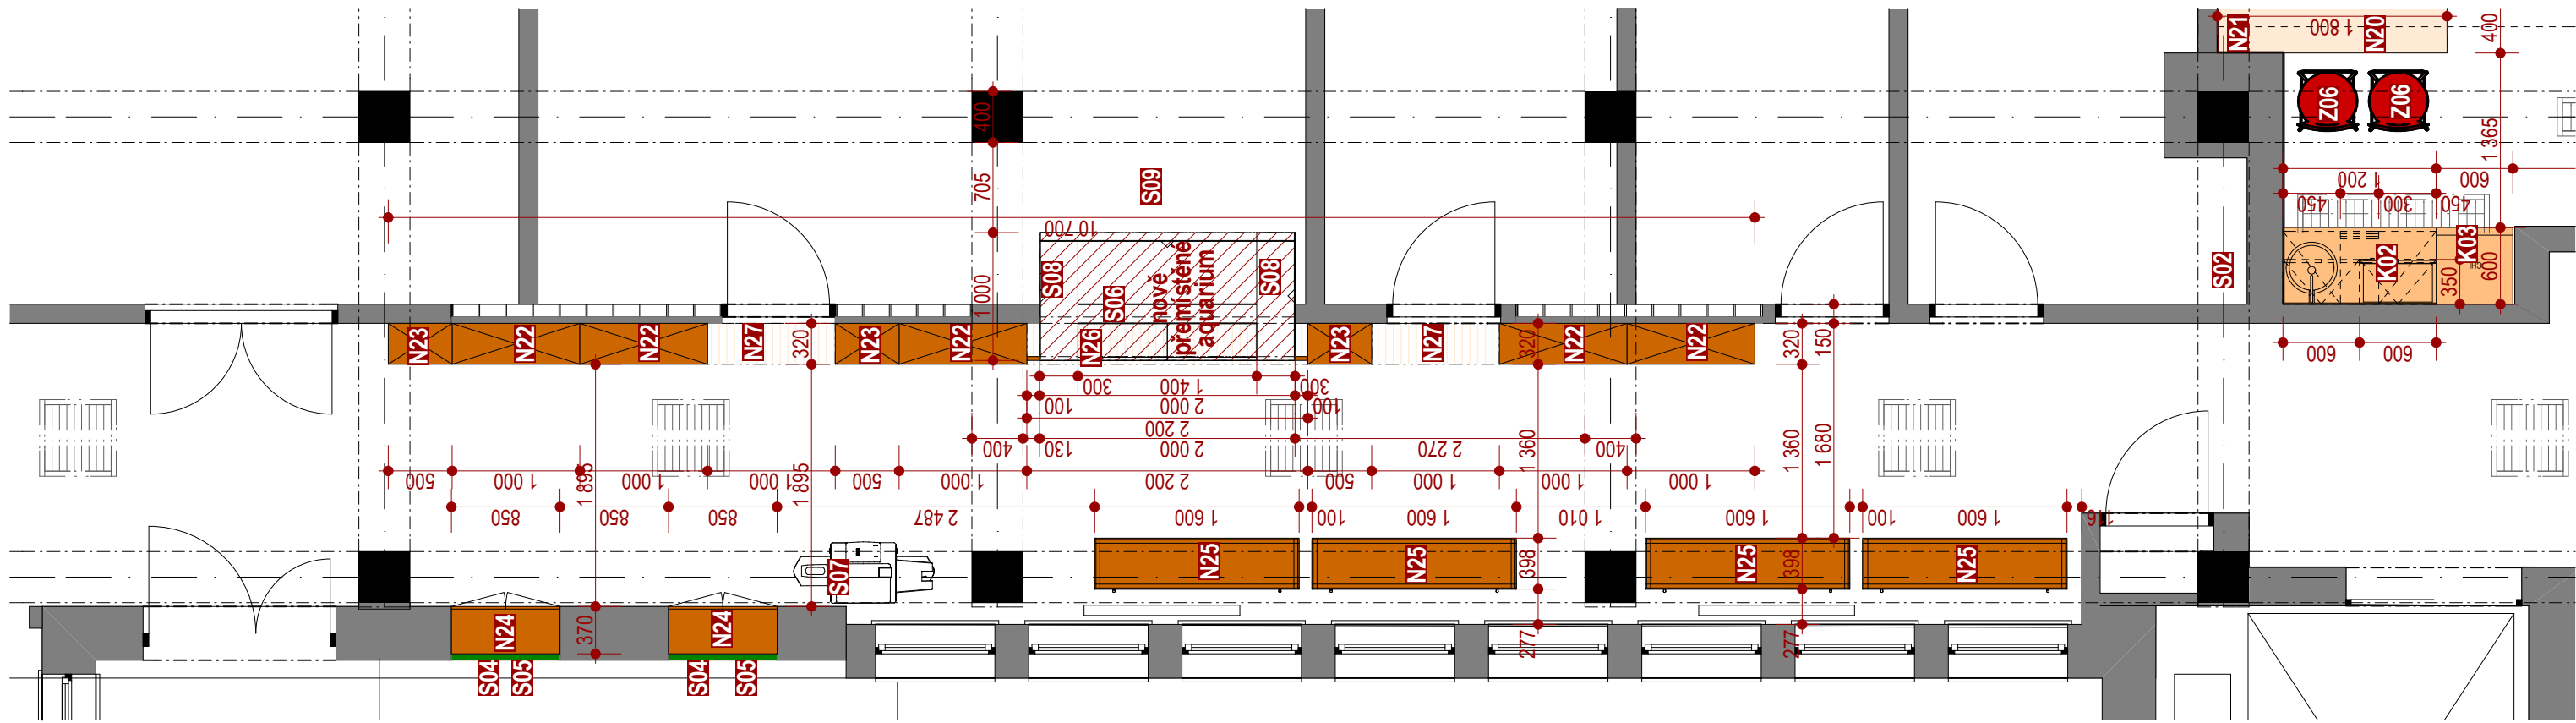 N21
1 800
N20
400
Z06
Z06
1 365
400
705
S09
1 200
600
450
300
450
10 700
1 000
S08
S06
nově
přemístěné
aquarium
S08
S02
K02
K03
350
600
N23
N22
N22
N27
320
N23
N22
N26
N23
N27
320
N22
N22
320
150
600
600
300
1 400
300
100
2 000
100
2 200
400
130
2 000
2 270
400
1 360
1 360
1 680
500
1 000
1 895
1 000
1 000
1 895
500
1 000
2 200
500
1 000
1 000
1 000
850
850
850
2 487
1 600
100
1 600
1 010
1 600
100
1 600
116
S07
N25
N25
398
N25
398
N25
N24
370
N24
277
277
S04
S05
S04
S05